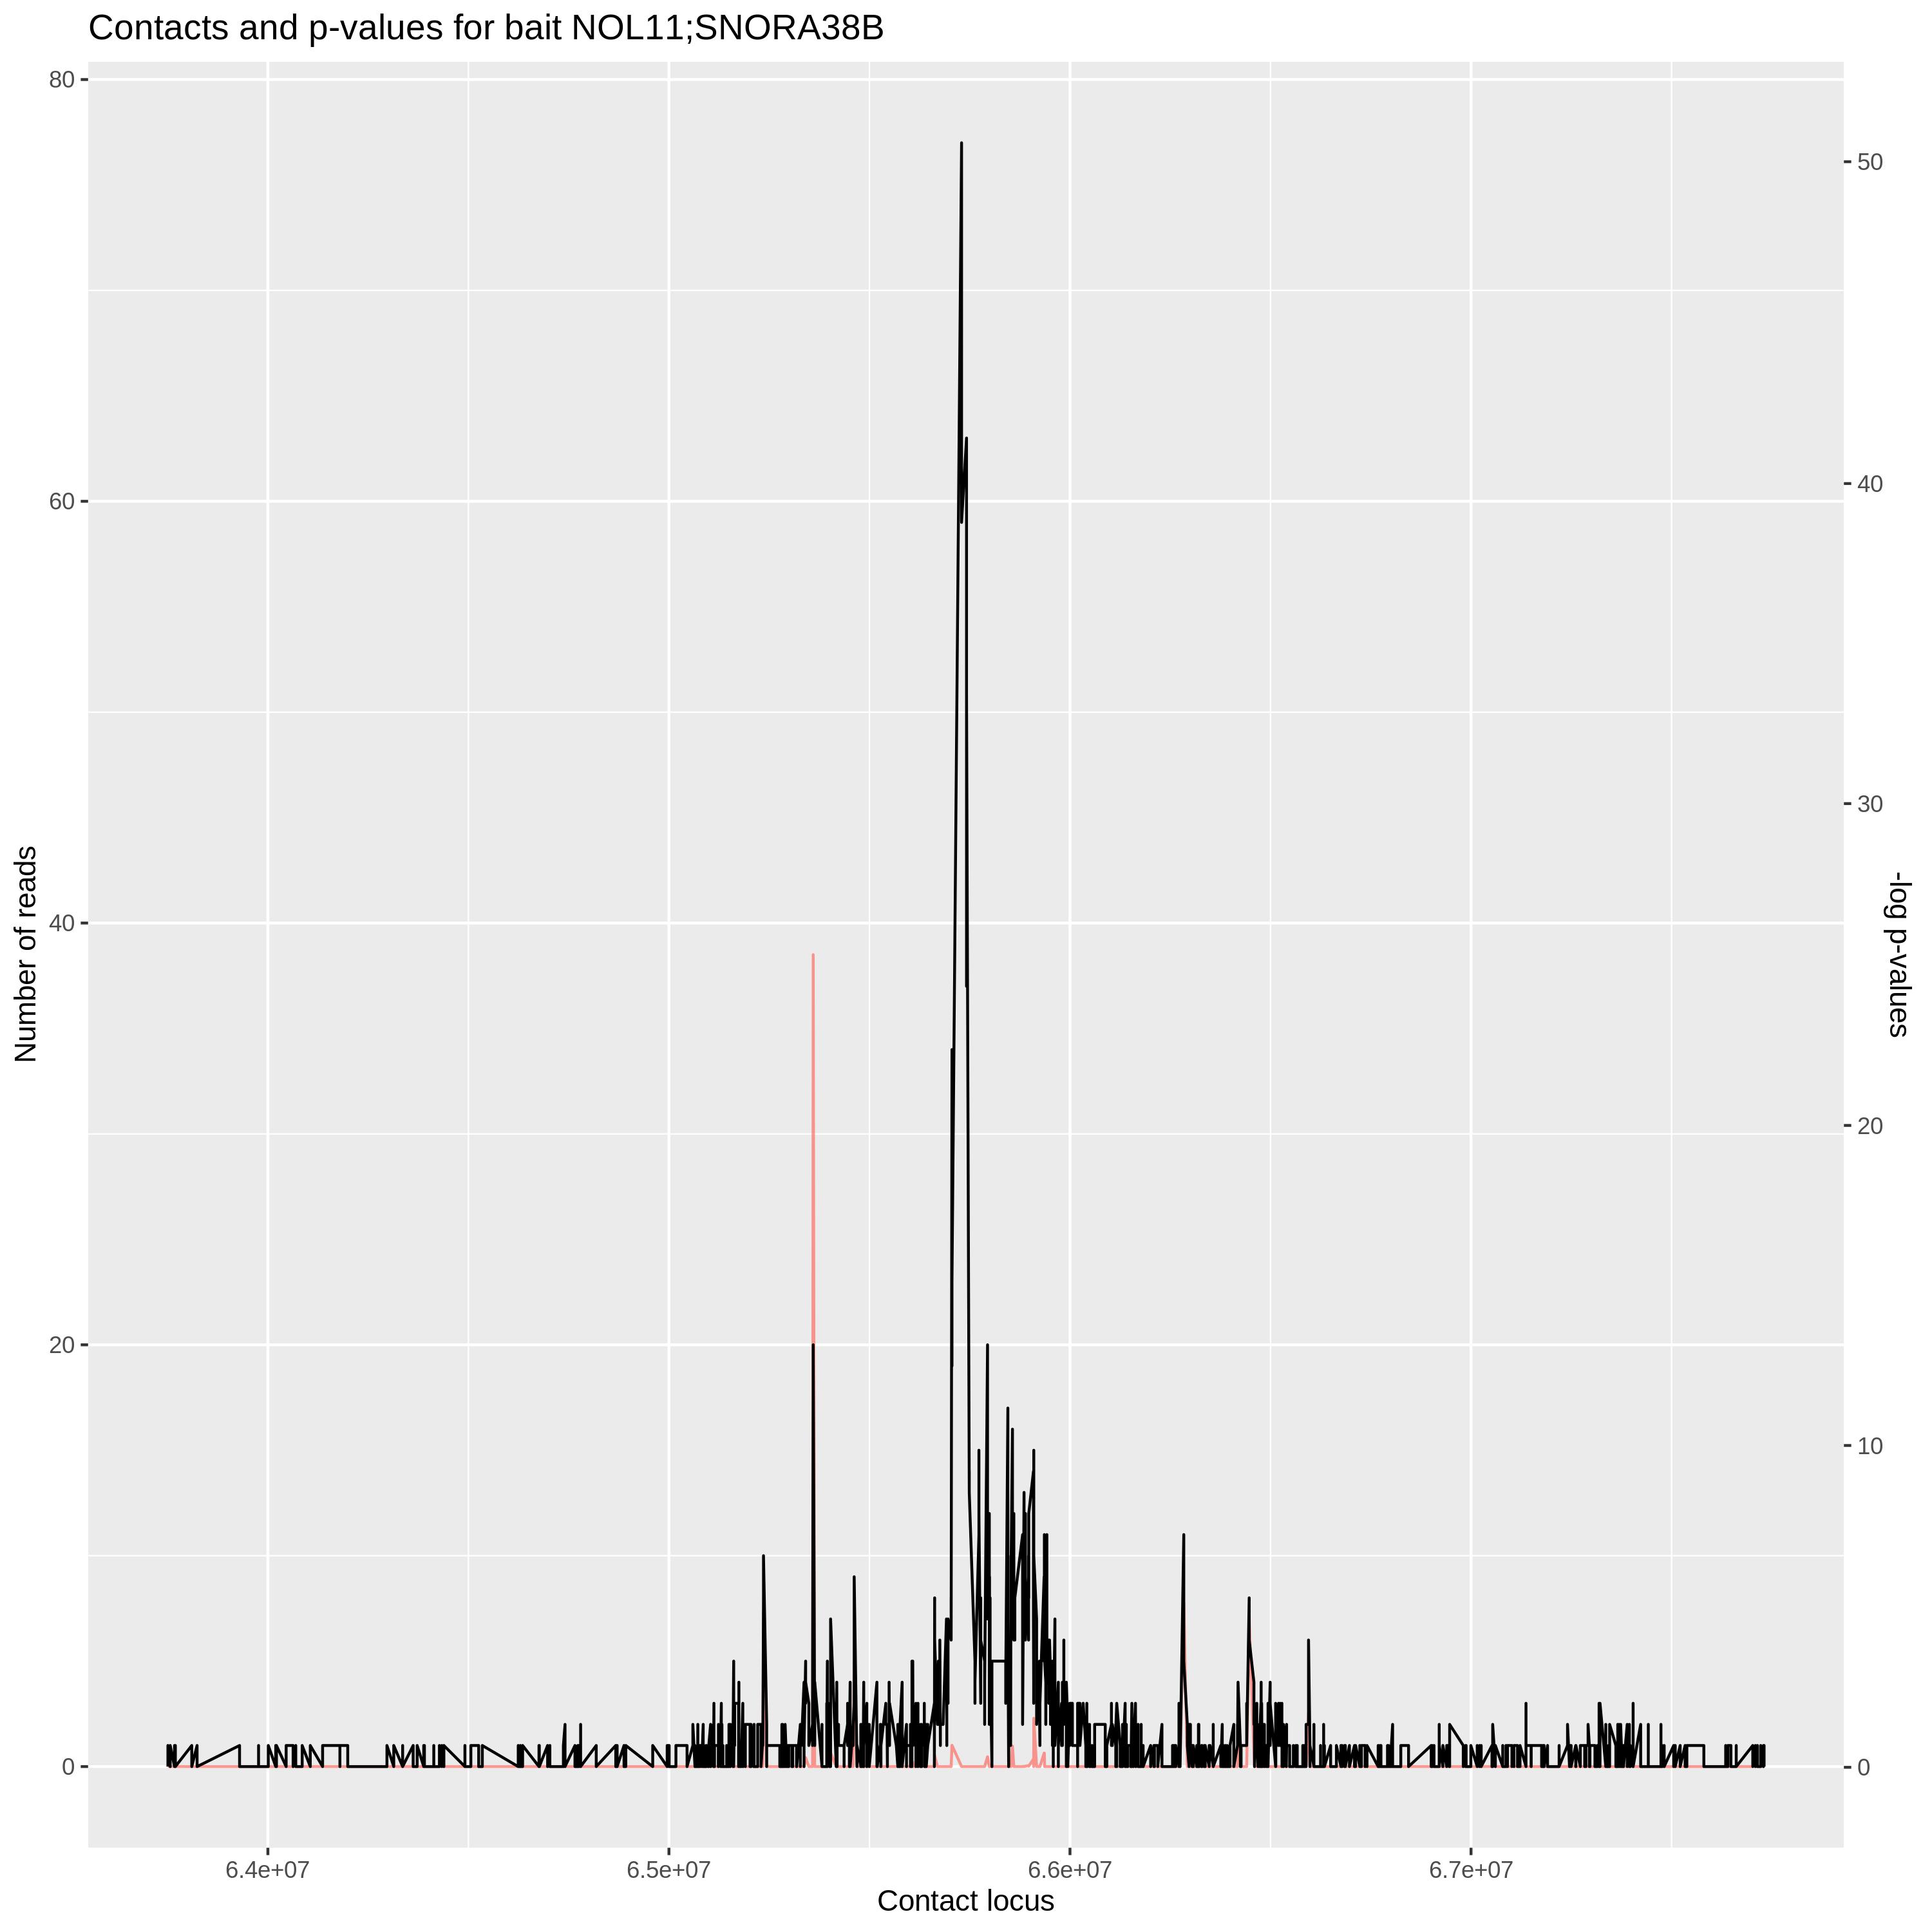 Contacts and p-values for bait NOL11;SNORA38B
80
60
40
20
0
Number of reads
50
40
30
20
10
0
-log p-values
6.4e+07 6.5e+07 6.6e+07 6.7e+07
Contact locus